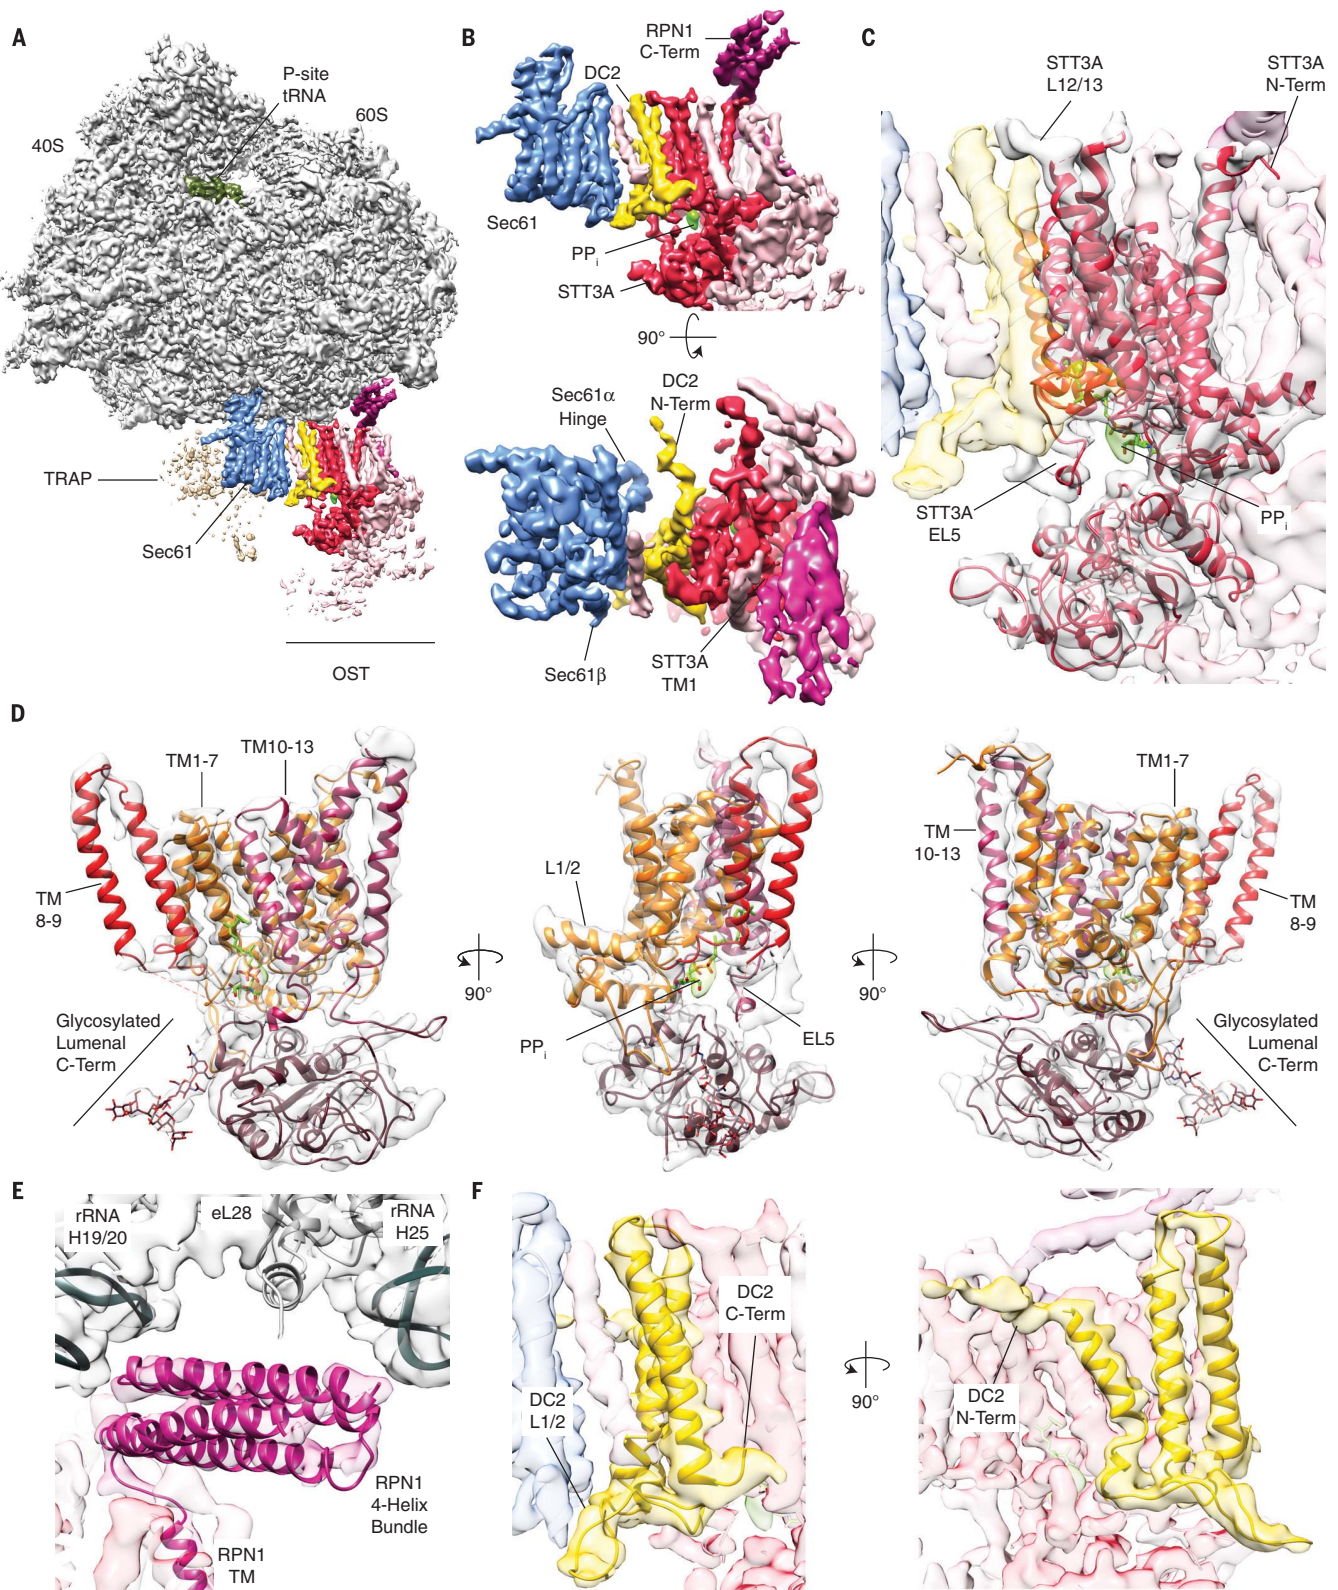 A
P-site
tRNA
60S
40S
TRAP
Sec61
OST
B
RPN1
C-Term
DC2
Sec61
PPi
STT3A
90°
Sec61α
Hinge
DC2
N-Term
Sec61β
STT3A
TM1
C
STT3A
L12/13
STT3A
N-Term
STT3A
EL5
PPi
D
TM1-7
TM10-13
TM
8-9
Glycosylated
Lumenal
C-Term
90°
L1/2
PPi
EL5
90°
TM1-7
TM
10-13
TM
8-9
Glycosylated
Lumenal
C-Term
E
rRNA
H19/20
eL28
rRNA
H25
RPN1
4-Helix
Bundle
RPN1
TM
F
DC2
C-Term
DC2
L1/2
90°
DC2
N-Term